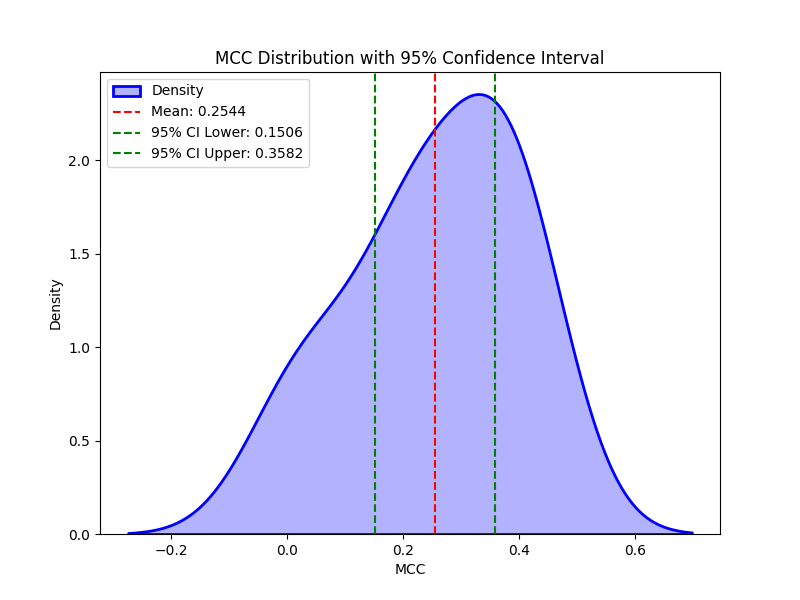 MCC Distribution with 95% Confidence Interval
Density
Mean: 0.2544
95% CI Lower: 0.1506
95% CI Upper: 0.3582
2.0
1.5
1.0
0.5
0.0
Density
−0.2
0.0
0.2
0.4
0.6
MCC